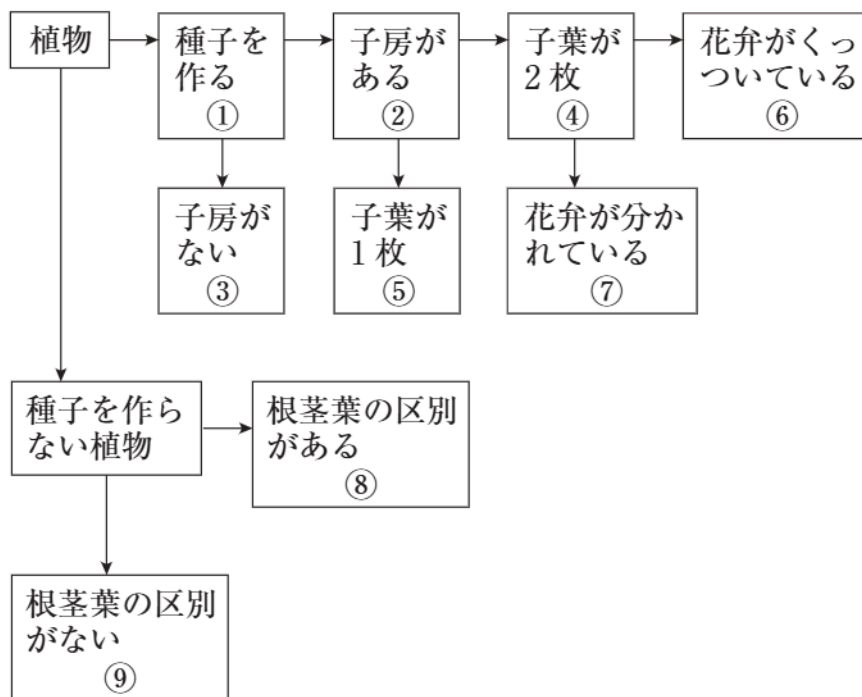 植物
種子を
作る
①
子房が
ある
②
子葉が
2枚
④
花弁がくっ
ついている
⑥
子房が
ない
③
子葉が
1枚
⑤
花弁が分か
れている
⑦
種子を作ら
ない植物
根茎葉の区別
がある
⑧
根茎葉の区別
がない
⑨